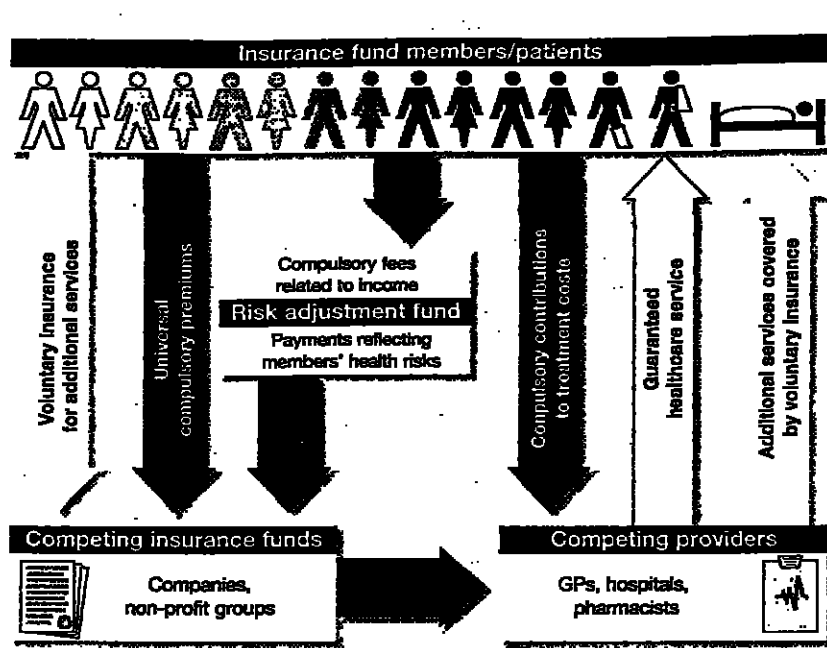 Insurance fund members/patients
Voluntary insurance
for additional services
Universal
compulsory premiums
Compulsory fees
related to income
Risk adjustment fund
Payments reflecting
members' health risks
Compulsory contributions
to treatment costs
Guaranteed
healthcare service
Additional services covered
by voluntary insurance
Competing insurance funds
Companies,
non-profit groups
Competing providers
GPs, hospitals,
pharmacists